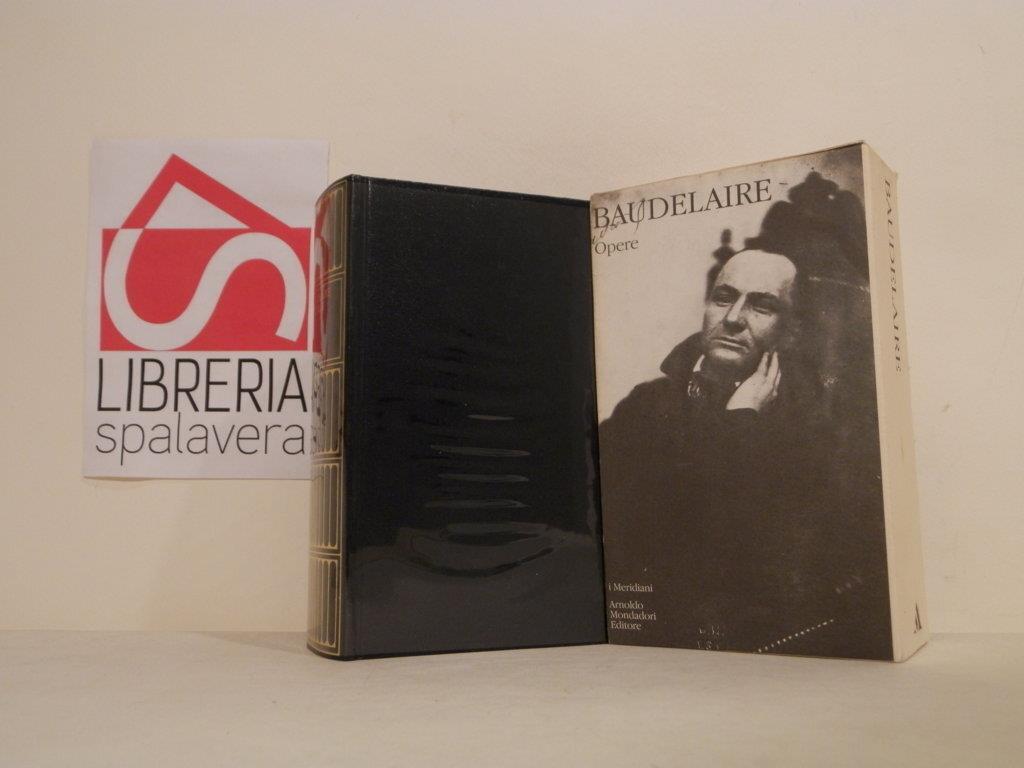 LIBRERIA
spalavera
BAUDELAIRE
Opere
i Meridiani
Arnoldo
Mondadori
Editore
BAUDELAIRE